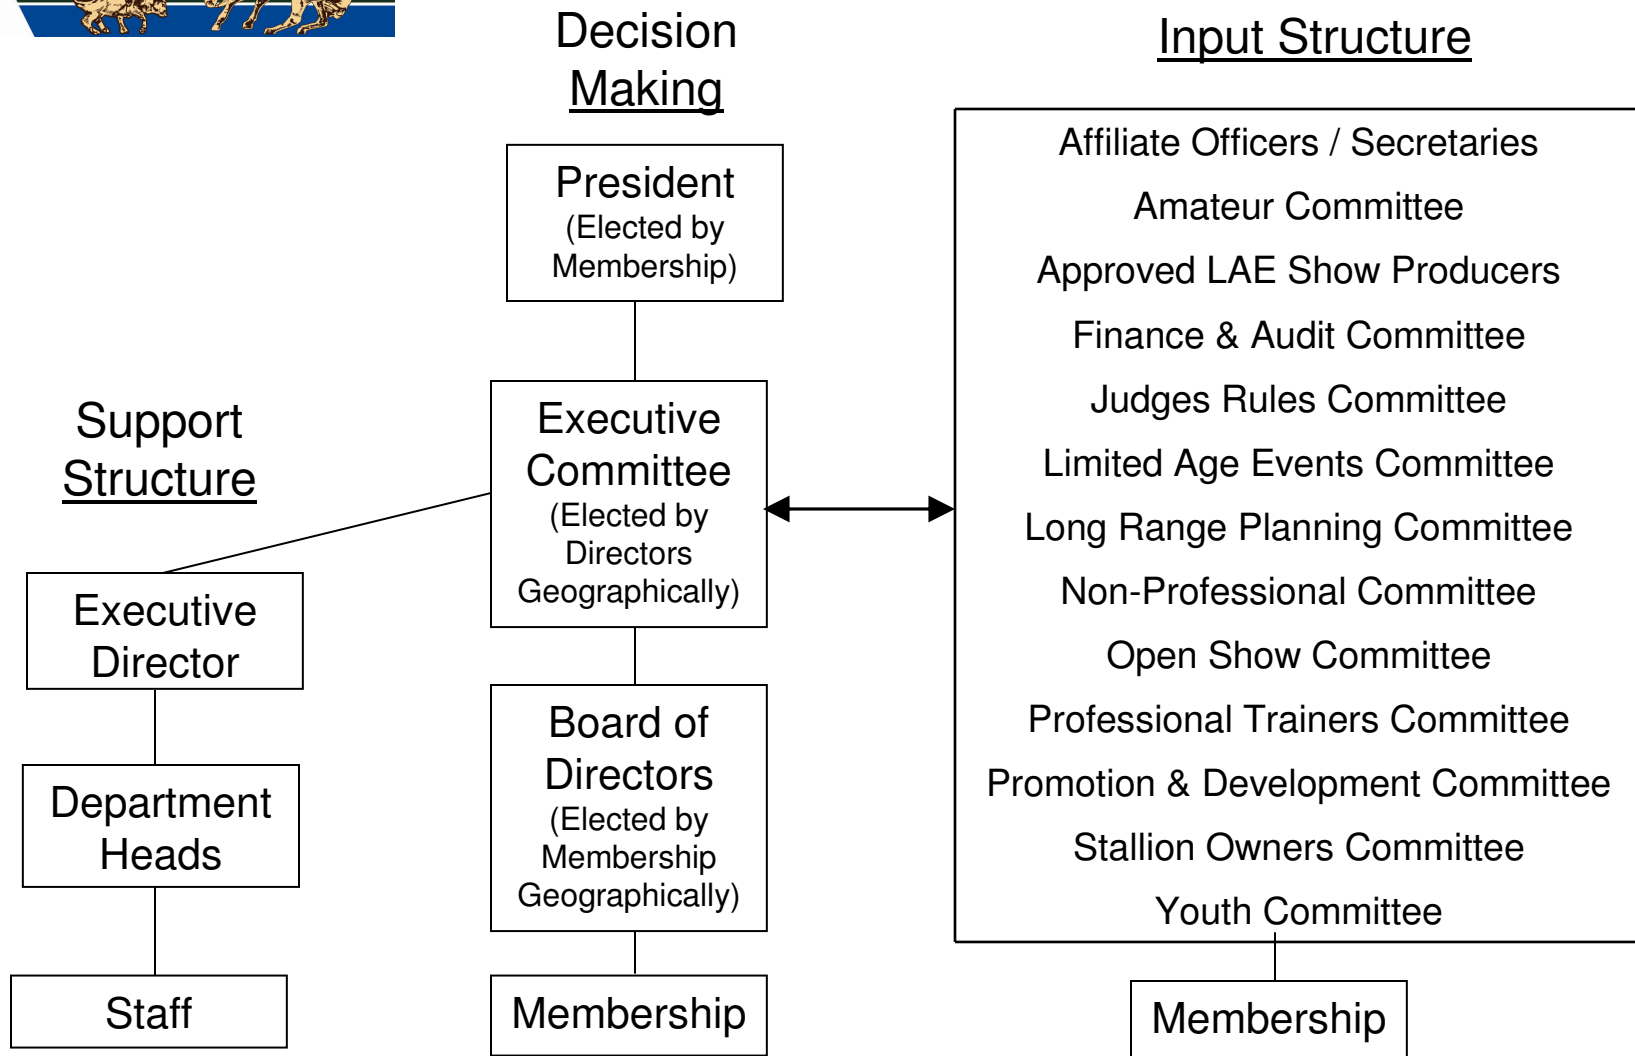 Decision
Making
President
(Elected by
Membership)
Executive
Committee
(Elected by
Directors
Geographically)
Board of
Directors
(Elected by
Membership
Geographically)
Membership
Support
Structure
Executive
Director
Department
Heads
Staff
Input Structure
Affiliate Officers / Secretaries
Amateur Committee
Approved LAE Show Producers
Finance & Audit Committee
Judges Rules Committee
Limited Age Events Committee
Long Range Planning Committee
Non-Professional Committee
Open Show Committee
Professional Trainers Committee
Promotion & Development Committee
Stallion Owners Committee
Youth Committee
Membership